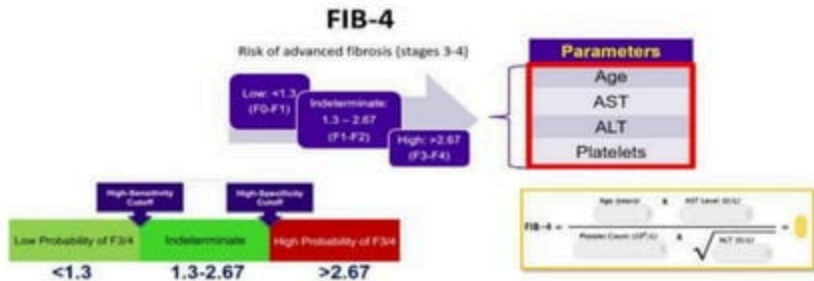 FIB-4
Risk of advanced fibrosis (stages 3-4)
Low: <1.3
(F0-F1)
Indeterminate:
1.3 – 2.67
(F1-F2)
High: >2.67
(F3-F4)
Parameters
Age
AST
ALT
Platelets
High-Sensitivity
Cutoff
High-Specificity
Cutoff
Low Probability of F3/4
Indeterminate
High Probability of F3/4
<1.3
1.3-2.67
>2.67
Age (years) x AST Level (U/L)
FIB-4 = =
Platelet Count (10⁹/L) x √ ALT (U/L)